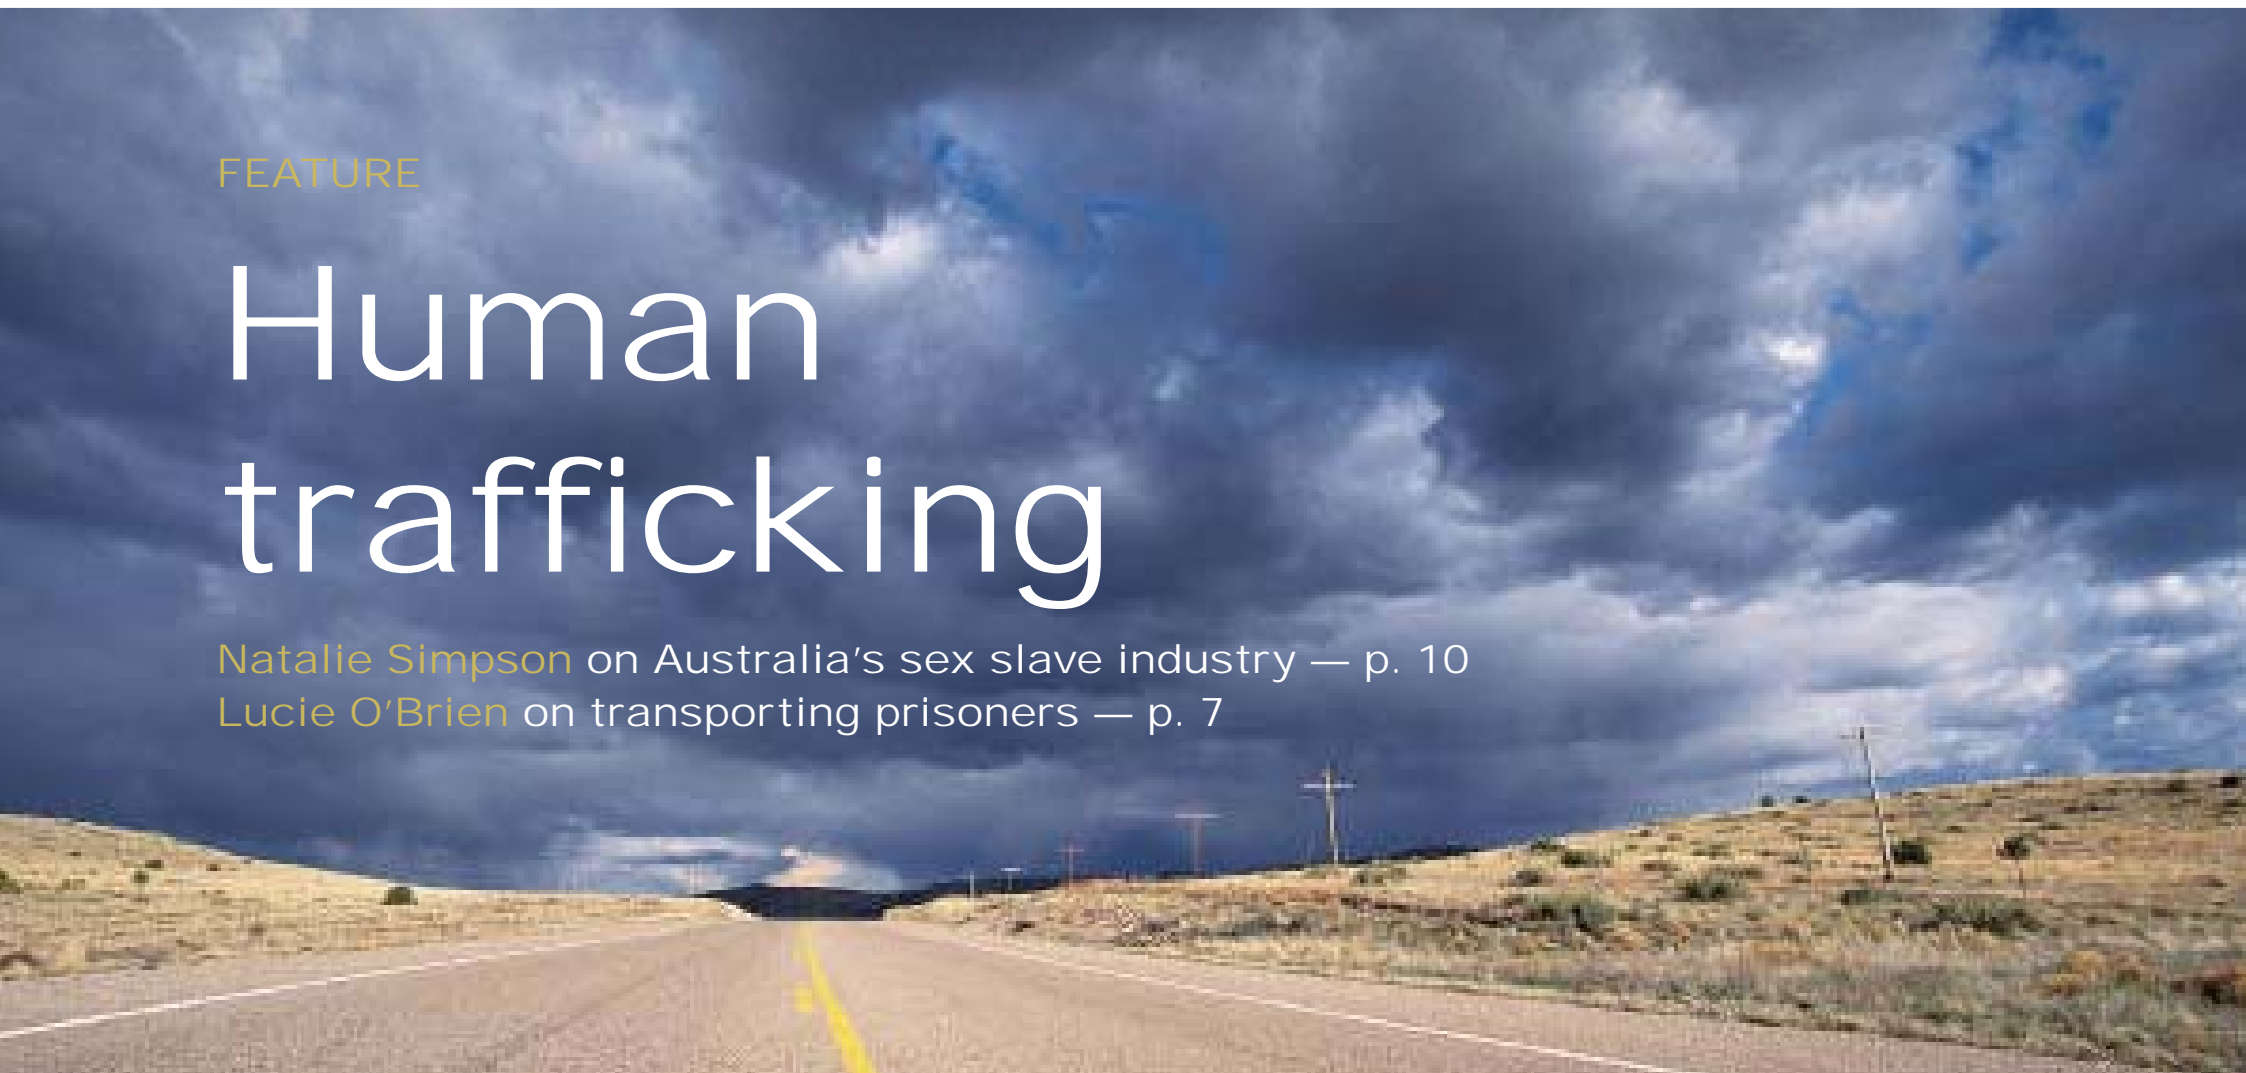 FEATURE
Human
trafficking
Natalie Simpson on Australia’s sex slave industry — p. 10
Lucie O’Brien on transporting prisoners — p. 7